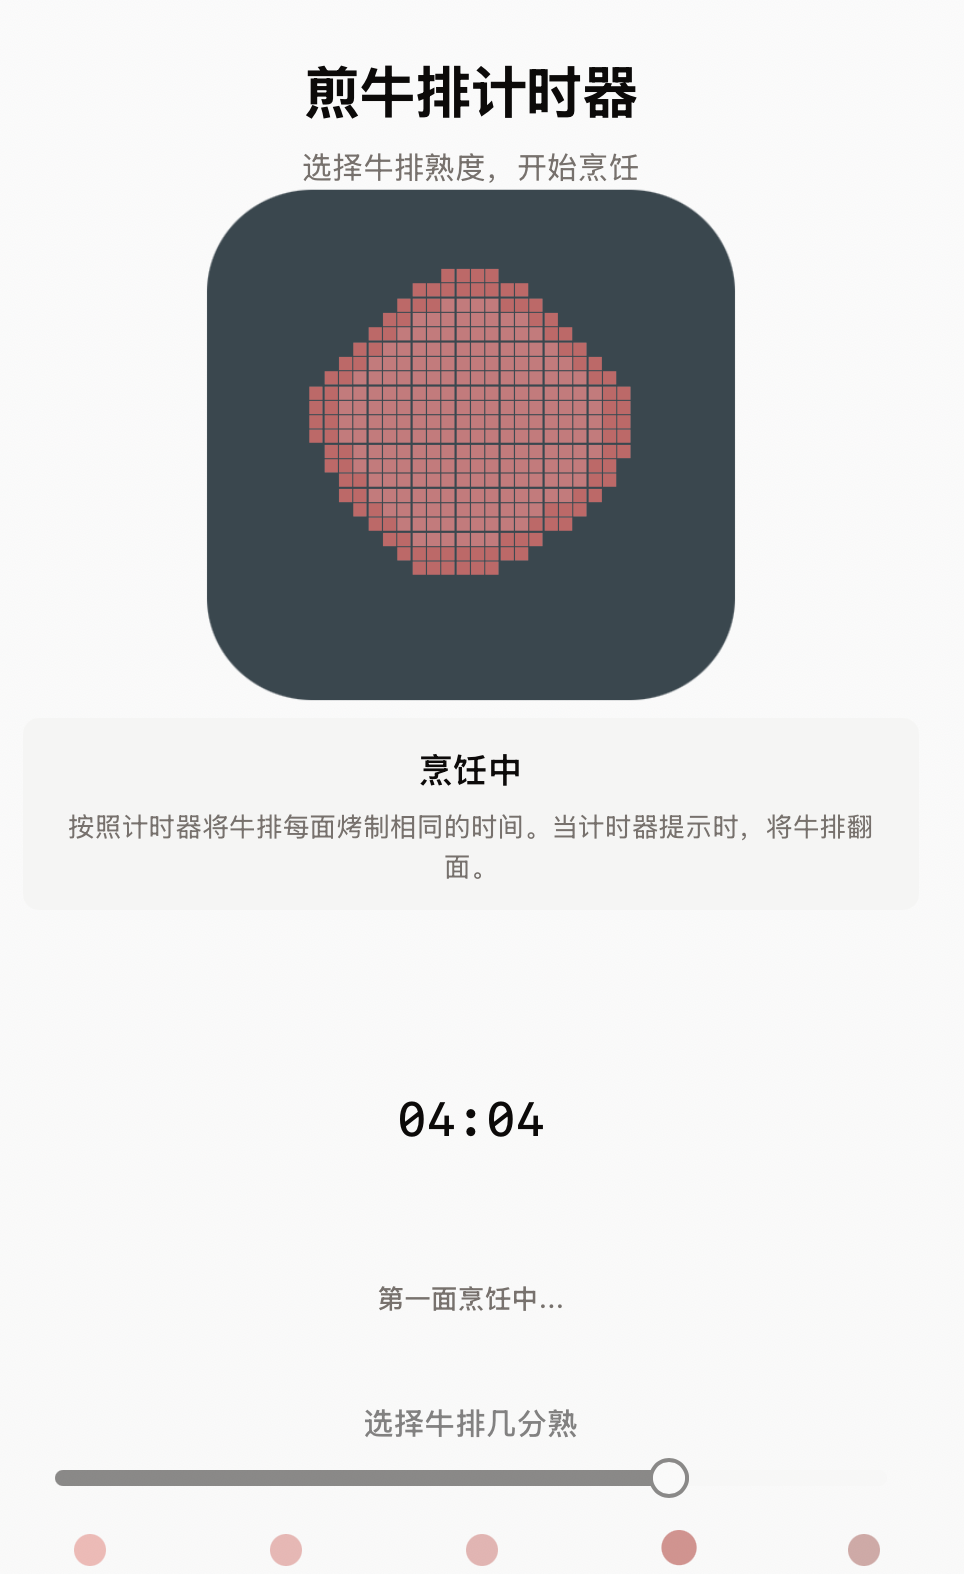 煎牛排计时器
选择牛排熟度，开始烹饪
烹饪中
按照计时器将牛排每面烤制相同的时间。当计时器提示时，将牛排翻
面。
04:04
第一面烹饪中...
选择牛排几分熟